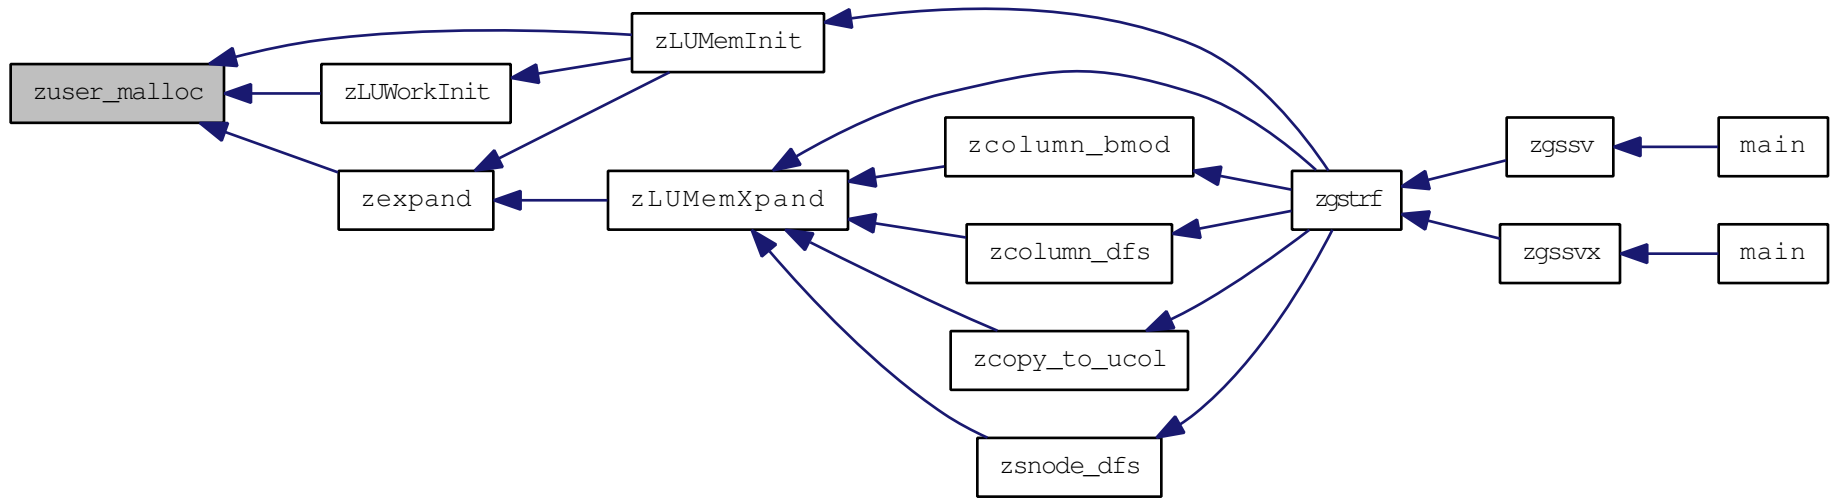 zuser_malloc
zLUMemInit
zLUWorkInit
zexpand
zLUMemXpand
zcolumn_bmod
zcolumn_dfs
zcopy_to_ucol
zsnode_dfs
zgstrf
zgssv
main
zgssvx
main